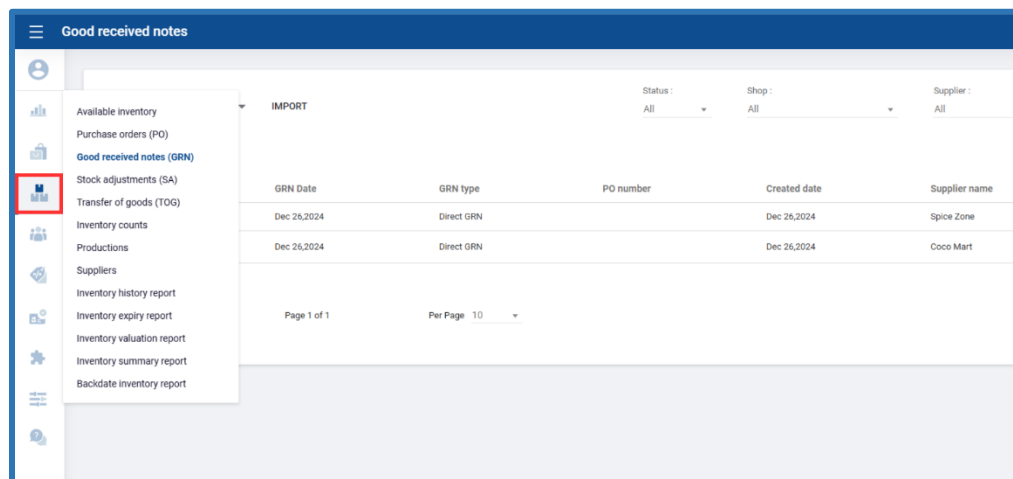 Good received notes
Status :
Shop :
Supplier :
IMPORT
All
All
All
Available inventory
Purchase orders (PO)
Good received notes (GRN)
Stock adjustments (SA)
Transfer of goods (TOG)
Inventory counts
Productions
Suppliers
Inventory history report
Inventory expiry report
Inventory valuation report
Inventory summary report
Backdate inventory report
GRN Date GRN type PO number Created date Supplier name
Dec 26,2024 Direct GRN Dec 26,2024 Spice Zone
Dec 26,2024 Direct GRN Dec 26,2024 Coco Mart
Page 1 of 1 Per Page 10